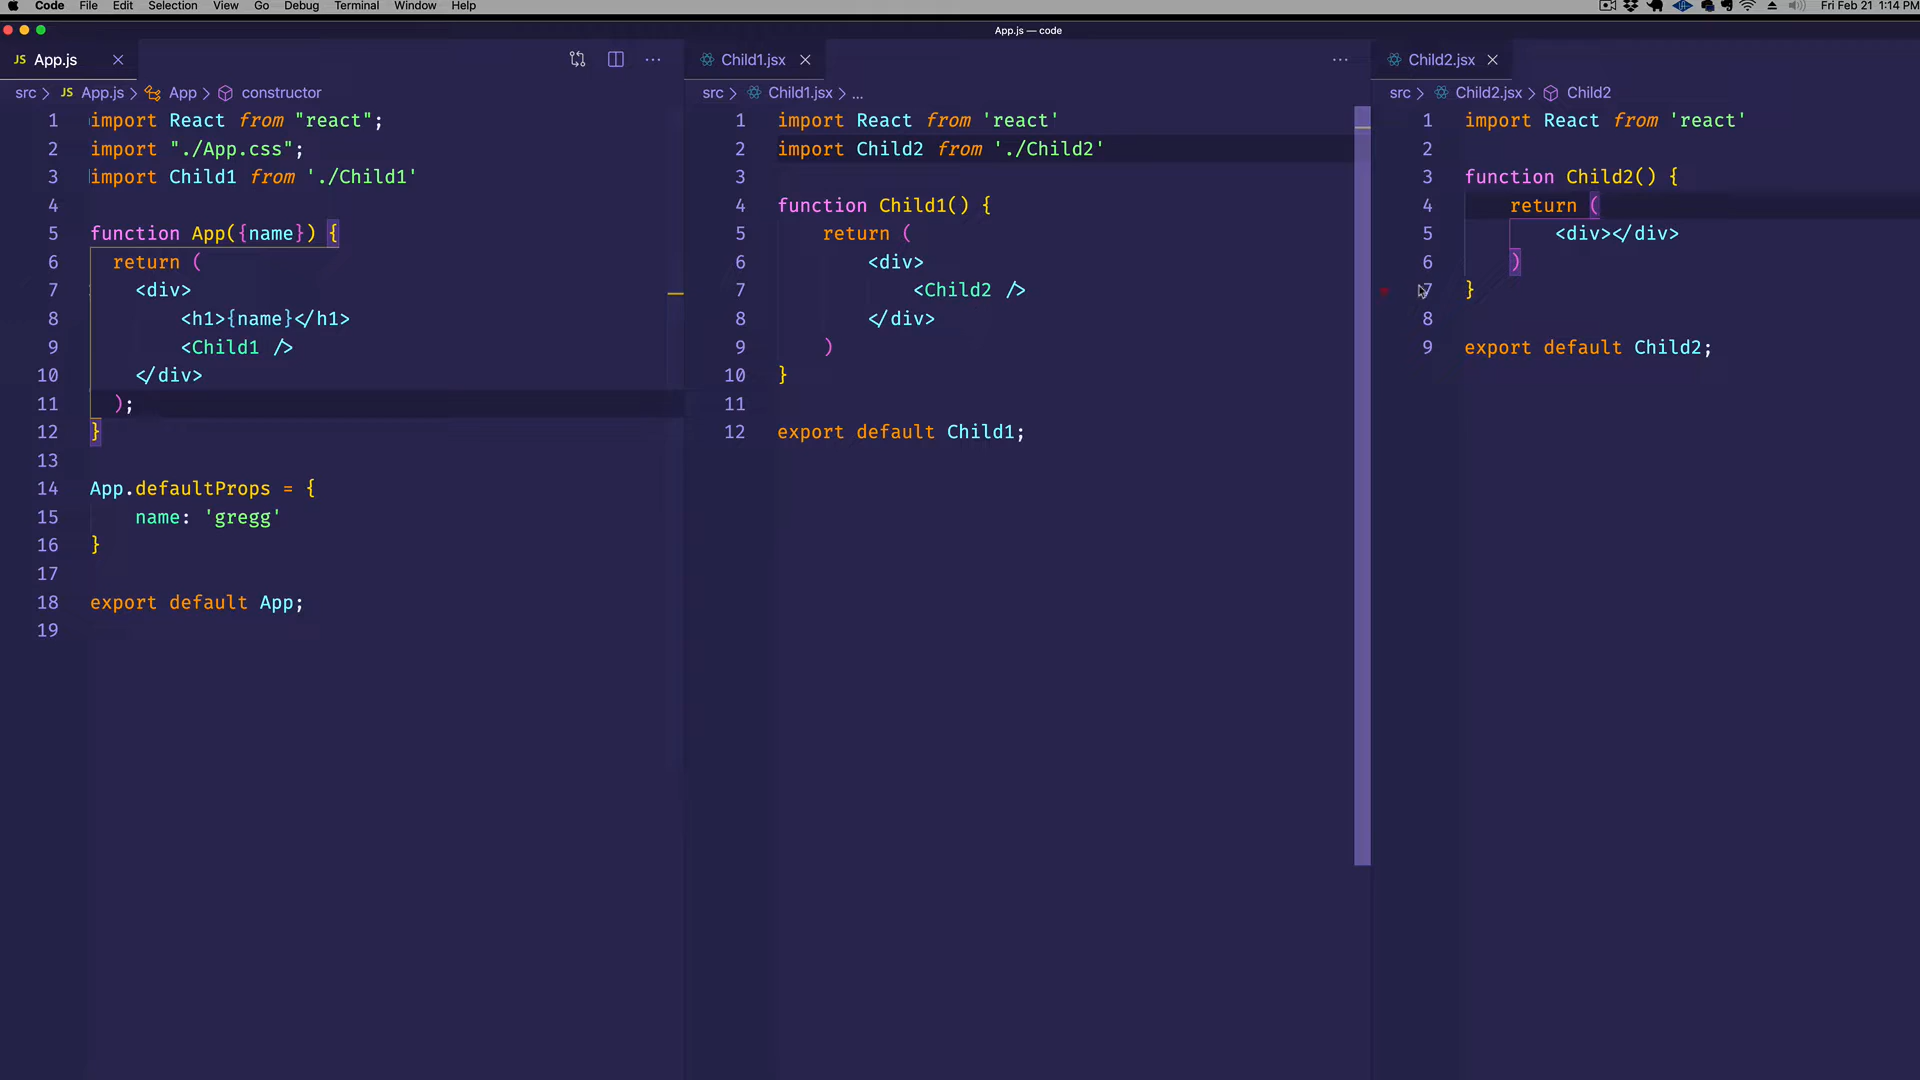 Code File Edit Selection View Go Debug Terminal Window Help Fri Feb 21 1:14 PM
App.js — code
JS App.js
src > JS App.js > App > constructor
1 import React from "react";
2 import "./App.css";
3 import Child1 from './Child1'
4
5 function App({name}) {
6 return (
7 <div>
8 <h1>{name}</h1>
9 <Child1 />
10 </div>
11 );
12 }
13
14 App.defaultProps = {
15 name: 'gregg'
16 }
17
18 export default App;
19
Child1.jsx
src > Child1.jsx > ...
1 import React from 'react'
2 import Child2 from './Child2'
3
4 function Child1() {
5 return (
6 <div>
7 <Child2 />
8 </div>
9 )
10 }
11
12 export default Child1;
Child2.jsx
src > Child2.jsx > Child2
1 import React from 'react'
2
3 function Child2() {
4 return (
5 <div></div>
6 )
7 }
8
9 export default Child2;